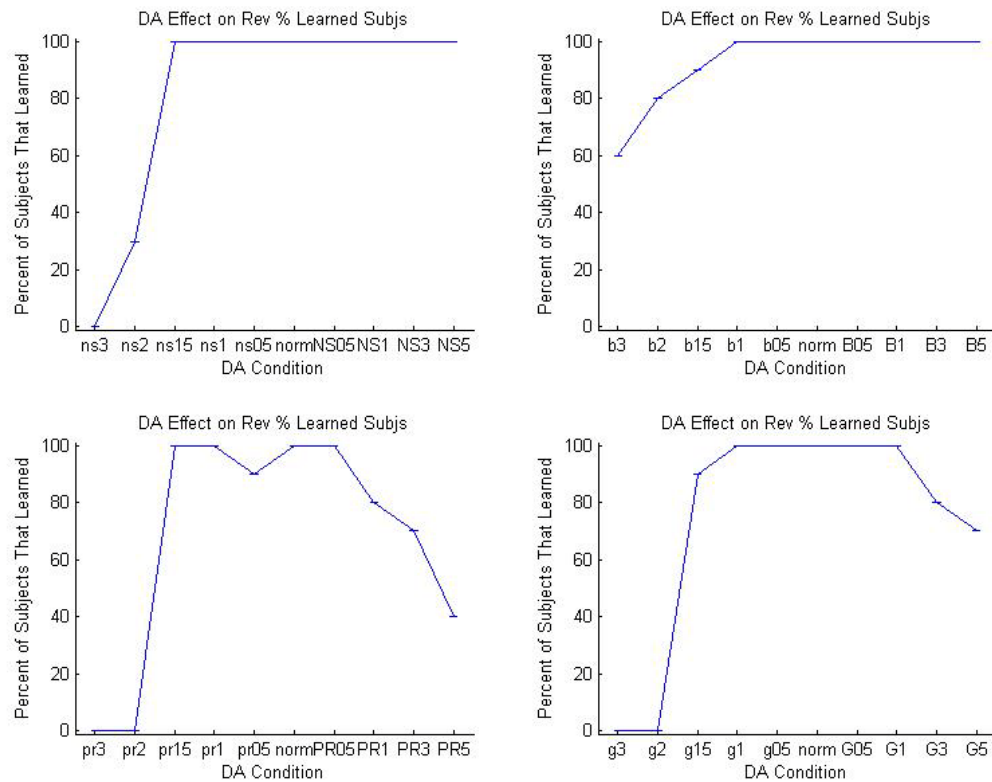 DA Effect on Rev % Learned Subjs
Percent of Subjects That Learned
100
80
60
40
20
0
ns3 ns2 ns15 ns1 ns05 norm NS05 NS1 NS3 NS5
DA Condition
DA Effect on Rev % Learned Subjs
Percent of Subjects That Learned
100
80
60
40
20
0
b3 b2 b15 b1 b05 norm B05 B1 B3 B5
DA Condition
DA Effect on Rev % Learned Subjs
Percent of Subjects That Learned
100
80
60
40
20
0
pr3 pr2 pr15 pr1 pr05 norm PR05 PR1 PR3 PR5
DA Condition
DA Effect on Rev % Learned Subjs
Percent of Subjects That Learned
100
80
60
40
20
0
g3 g2 g15 g1 g05 norm G05 G1 G3 G5
DA Condition